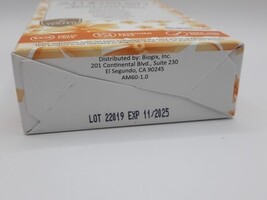 Distributed by: Biogix, Inc.
201 Continental Blvd., Suite 230
El Segundo, CA 90245
AM60-1.0
LOT 22019 EXP 11/2025